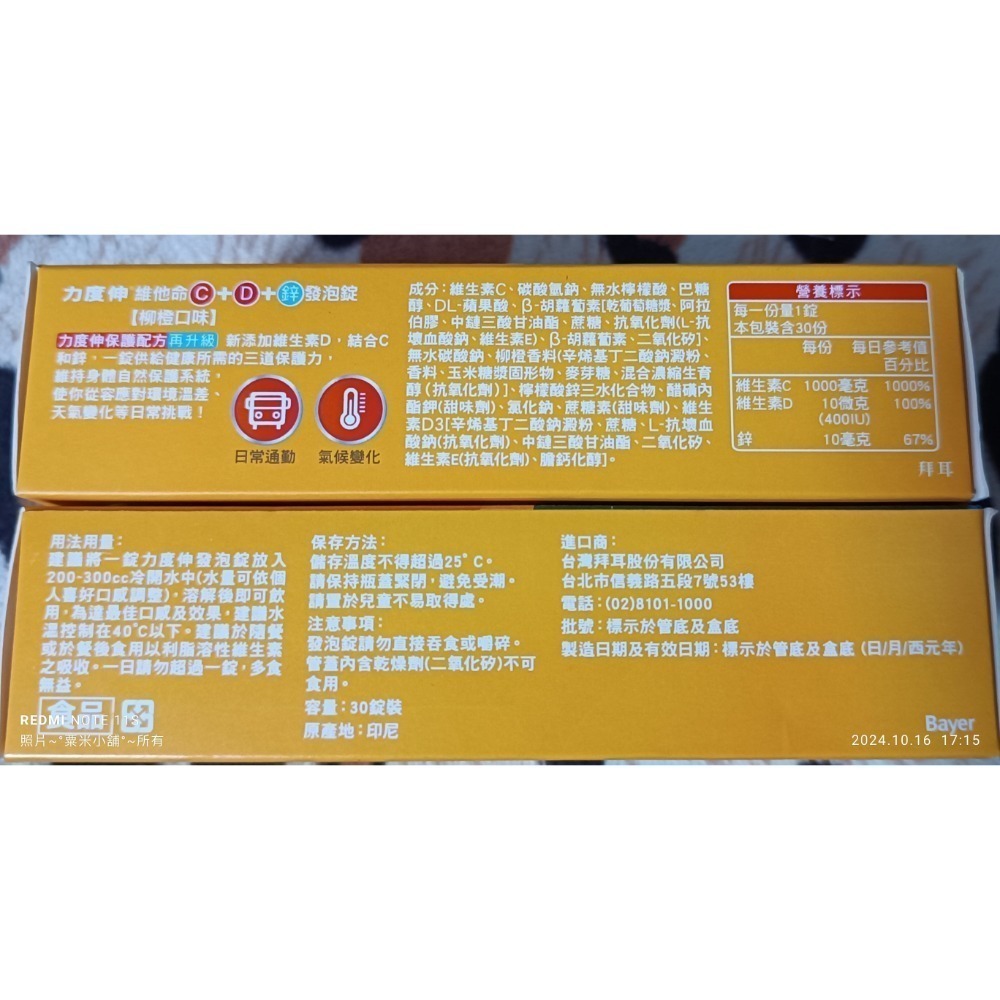 力度伸 維他命C+D+鋅發泡錠
【柳橙口味】
力度伸保護配方再升級 新添加維生素D，結合C
和鋅，一錠供給健康所需的三道保護力，
維持身體自然保護系統，
使你從容應對環境溫差、
天氣變化等日常挑戰！
日常通勤 氣候變化
成分：維生素C、碳酸氫鈉、無水檸檬酸、巴糖
醇、DL-蘋果酸、β-胡蘿蔔素[乾葡萄糖漿、阿拉
伯膠、中鏈三酸甘油酯、蔗糖、抗氧化劑(L-抗
壞血酸鈉、維生素E)、β-胡蘿蔔素、二氧化矽]、
無水碳酸鈉、柳橙香料(辛烯基丁二酸鈉澱粉、
香料、玉米糖漿固形物、麥芽糖、混合濃縮生育
醇（抗氧化劑）]、檸檬酸鋅三水化合物、醋磺內
酯鉀(甜味劑)、氯化鈉、蔗糖素(甜味劑)、維生
素D3[辛烯基丁二酸鈉澱粉、蔗糖、L-抗壞血
酸鈉(抗氧化劑)、中鏈三酸甘油酯、二氧化矽、
維生素E(抗氧化劑)、膽鈣化醇]。
營養標示
每一份量1錠
本包裝含30份
每份 每日參考值
百分比
維生素C 1000毫克 1000%
維生素D 10微克 100%
(400IU)
鋅 10毫克 67%
拜耳
用法用量：
建議將一錠力度伸發泡錠放入
200-300cc冷開水中(水量可依個
人喜好口感調整)，溶解後即可飲
用，為達最佳口感及效果，建議水
溫控制在40℃以下。建議於隨餐
或於餐後食用以利脂溶性維生素
之吸收。一日請勿超過一錠，多食
無益。
食品
保存方法：
儲存溫度不得超過25°C。
請保持瓶蓋緊閉，避免受潮。
請置於兒童不易取得處。
注意事項：
發泡錠請勿直接吞食或嚼碎。
管蓋內含乾燥劑(二氧化矽)不可
食用。
容量：30錠裝
原產地：印尼
進口商：
台灣拜耳股份有限公司
台北市信義路五段7號53樓
電話：(02)8101-1000
批號：標示於管底及盒底
製造日期及有效日期：標示於管底及盒底 (日/月/西元年)
Bayer
REDMI NOTE 11S
照片~°粟米小舖°~所有
2024.10.16 17:15